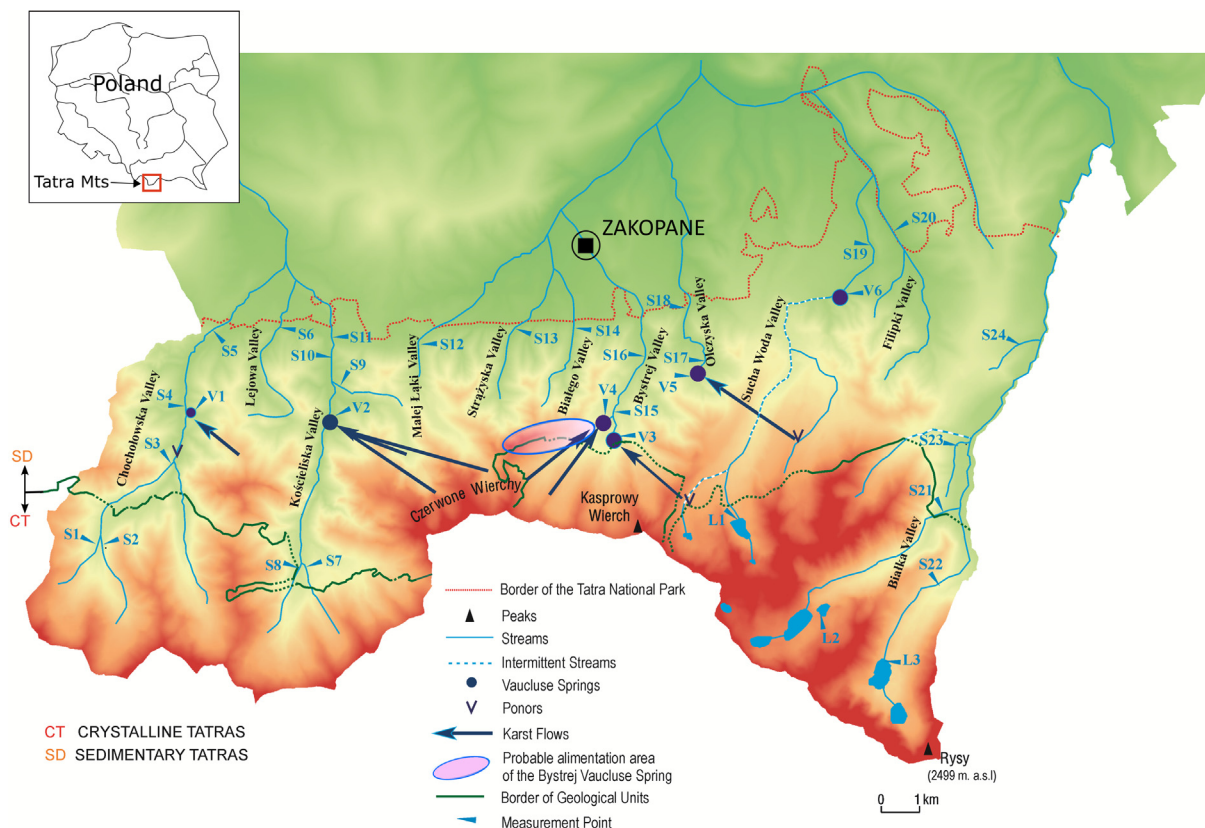 Poland
Tatra Mts
ZAKOPANE
S20
S19
V6
S18
S6
S5
S11
S10
S12
S13
S14
S16
S17
V5
S24
S9
S4
V1
V2
V4
S15
V3
S3
S23
S21
S22
S1
S2
S8
S7
L1
L2
L3
Chochołowska Valley
Lejowa Valley
Kościeliska Valley
Małej Łąki Valley
Strążyska Valley
Białego Valley
Bystrej Valley
Olczyska Valley
Sucha Woda Valley
Filipki Valley
Białka Valley
Czerwone Wierchy
Kasprowy
Wierch
SD
CT
Rysy
(2499 m. a.s.l)
0 1 km
Border of the Tatra National Park
Peaks
Streams
Intermittent Streams
Vaucluse Springs
Ponors
Karst Flows
Probable alimentation area
of the Bystrej Vaucluse Spring
Border of Geological Units
Measurement Point
CT CRYSTALLINE TATRAS
SD SEDIMENTARY TATRAS